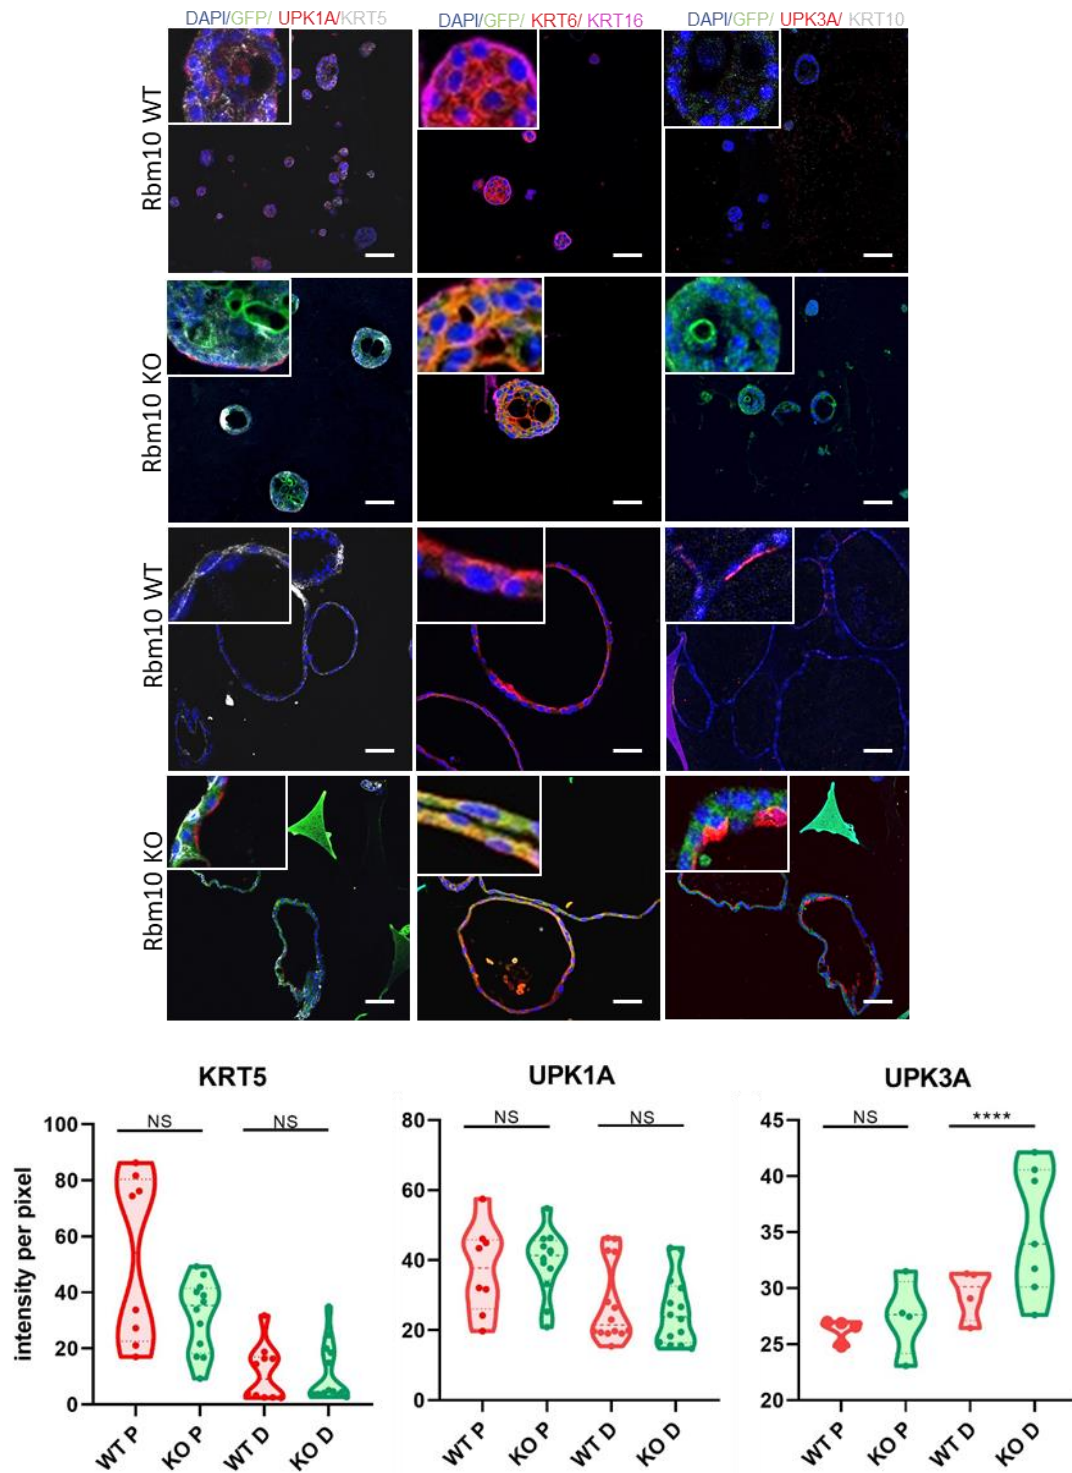 DAPI/GFP/ UPK1A/KRT5
DAPI/GFP/ KRT6/ KRT16
DAPI/GFP/ UPK3A/ KRT10
Rbm10 WT
Rbm10 KO
Rbm10 WT
Rbm10 KO
KRT5
NS
NS
100
80
60
40
20
0
intensity per pixel
WT P
KO P
WT D
KO D
UPK1A
NS
NS
80
60
40
20
0
WT P
KO P
WT D
KO D
UPK3A
NS
****
45
40
35
30
25
20
WT P
KO P
WT D
KO D